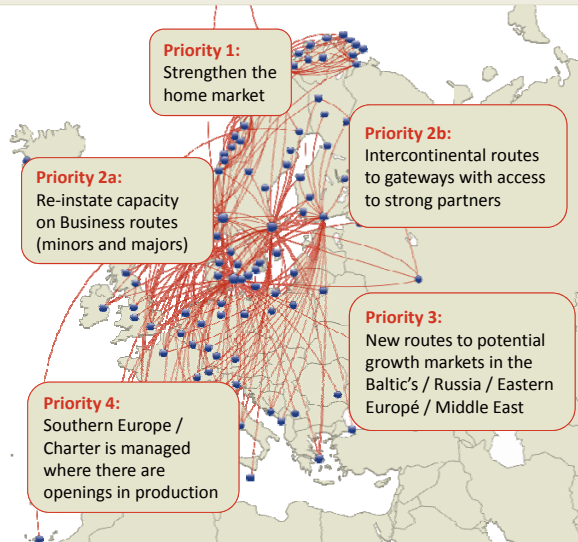 Priority 1:
Strengthen the
home market
Priority 2a:
Re-instate capacity
on Business routes
(minors and majors)
Priority 2b:
Intercontinental routes
to gateways with access
to strong partners
Priority 3:
New routes to potential
growth markets in the
Baltic's / Russia / Eastern
Europé / Middle East
Priority 4:
Southern Europe /
Charter is managed
where there are
openings in production